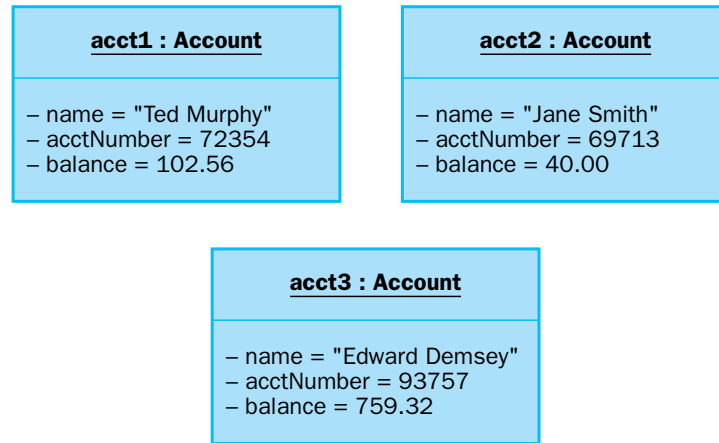 acct1 : Account
– name = "Ted Murphy"
– acctNumber = 72354
– balance = 102.56
acct2 : Account
– name = "Jane Smith"
– acctNumber = 69713
– balance = 40.00
acct3 : Account
– name = "Edward Demsey"
– acctNumber = 93757
– balance = 759.32